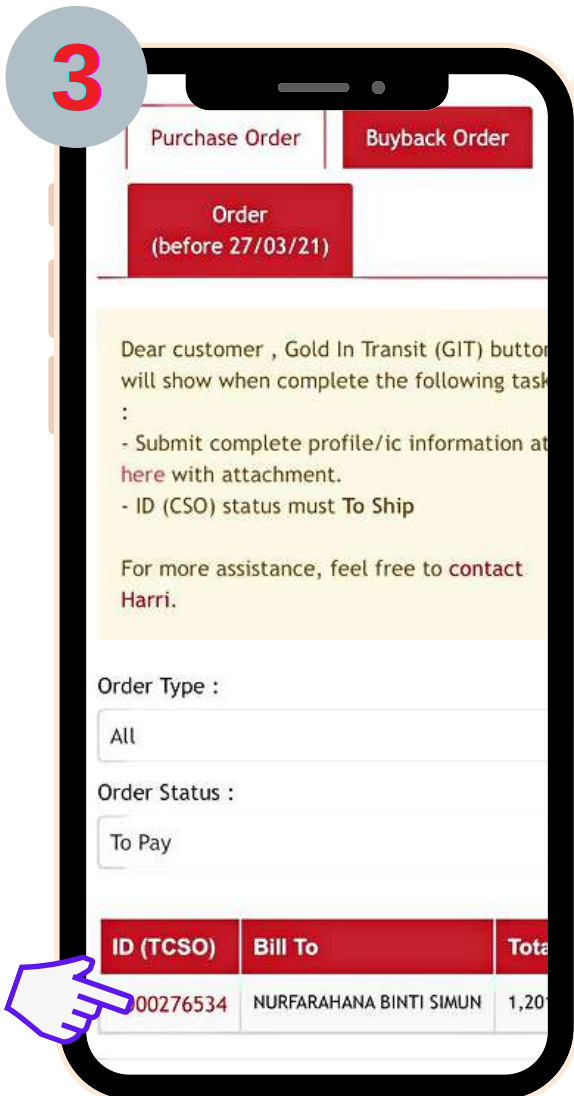 3
Purchase Order
Buyback Order
Order
(before 27/03/21)
Dear customer , Gold In Transit (GIT) button
will show when complete the following task
:
- Submit complete profile/ic information at
here with attachment.
- ID (CSO) status must To Ship
For more assistance, feel free to contact
Harri.
Order Type :
All
Order Status :
To Pay
ID (TCSO) Bill To
00276534 NURFARAHANA BINTI SIMUN 1,20